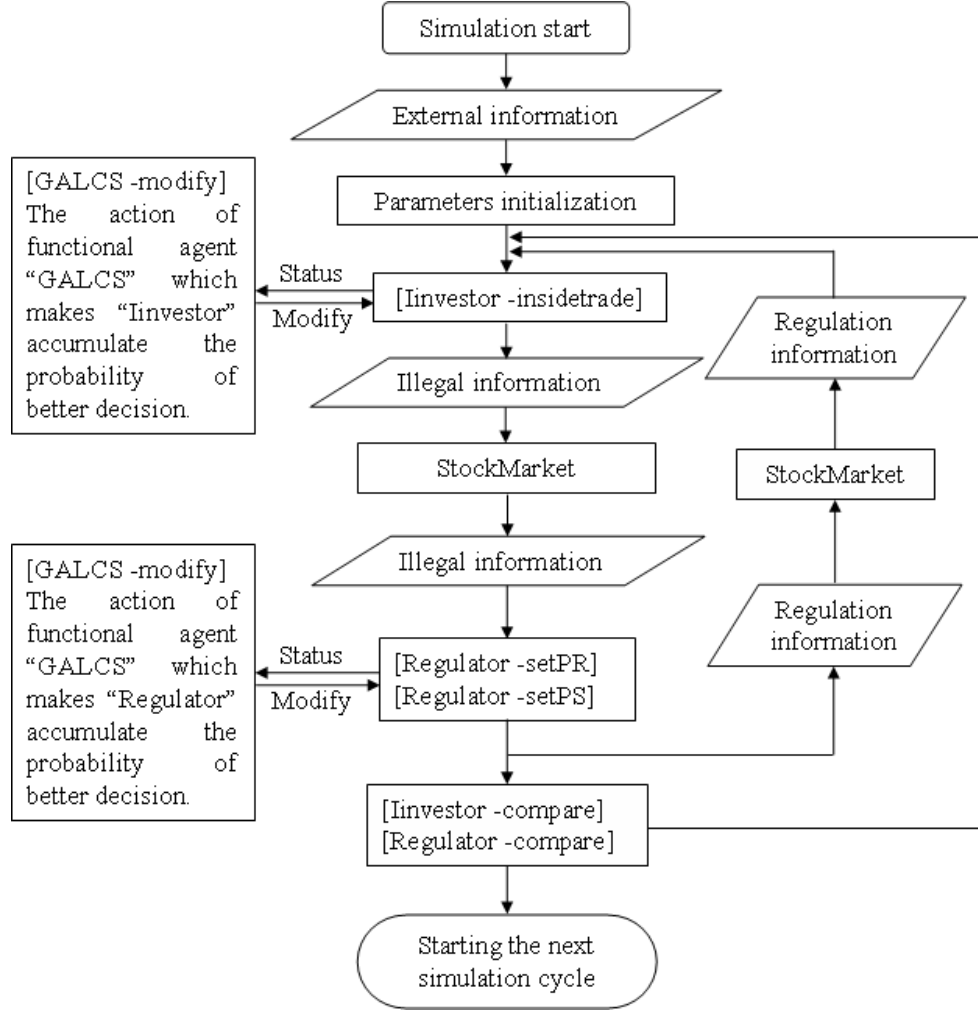 Simulation start
External information
Parameters initialization
[GALCS -modify]
The action of
functional agent
“GALCS” which
makes “Iinvestor”
accumulate the
probability of
better decision.
Status
Modify
[Iinvestor -insidetrade]
Illegal information
StockMarket
Illegal information
Regulation
information
StockMarket
Regulation
information
[GALCS -modify]
The action of
functional agent
“GALCS” which
makes “Regulator”
accumulate the
probability of
better decision.
Status
Modify
[Regulator -setPR]
[Regulator -setPS]
[Iinvestor -compare]
[Regulator -compare]
Starting the next
simulation cycle